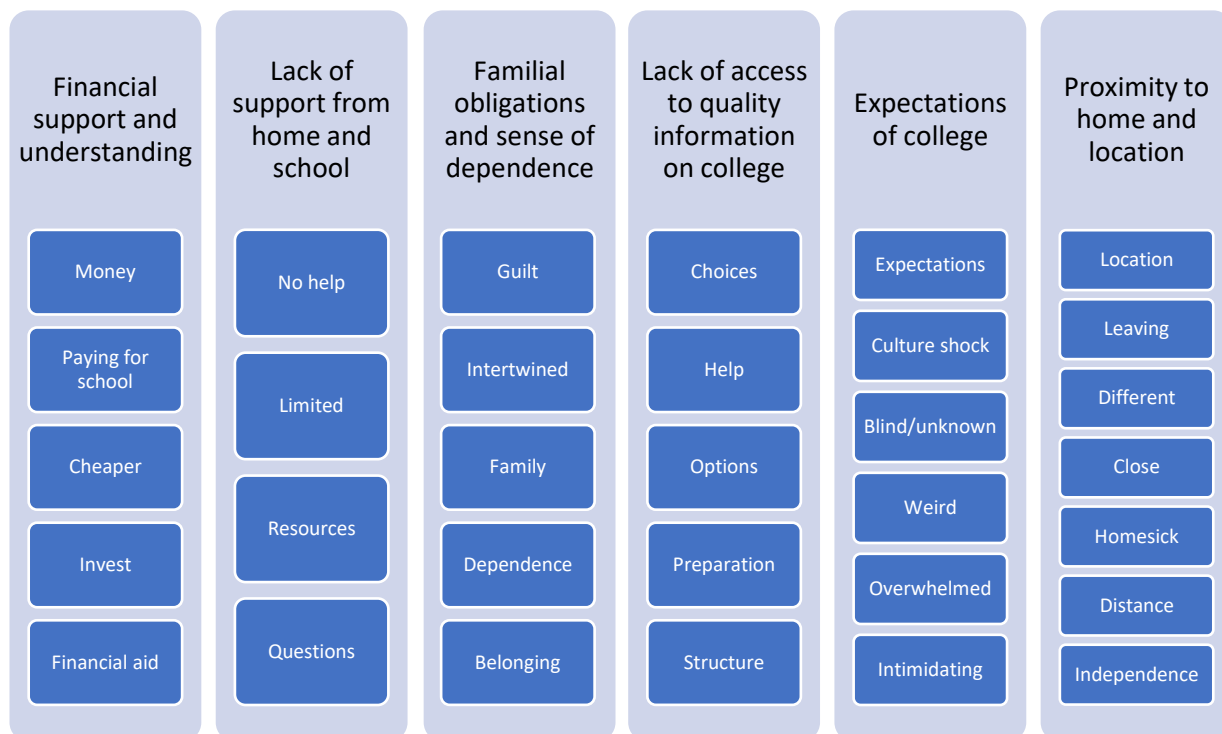 Financial
support and
understanding
Money
Paying for
school
Cheaper
Invest
Financial aid
Lack of
support from
home and
school
No help
Limited
Resources
Questions
Familial
obligations
and sense of
dependence
Guilt
Intertwined
Family
Dependence
Belonging
Lack of access
to quality
information
on college
Choices
Help
Options
Preparation
Structure
Expectations
of college
Expectations
Culture shock
Blind/unknown
Weird
Overwhelmed
Intimidating
Proximity to
home and
location
Location
Leaving
Different
Close
Homesick
Distance
Independence